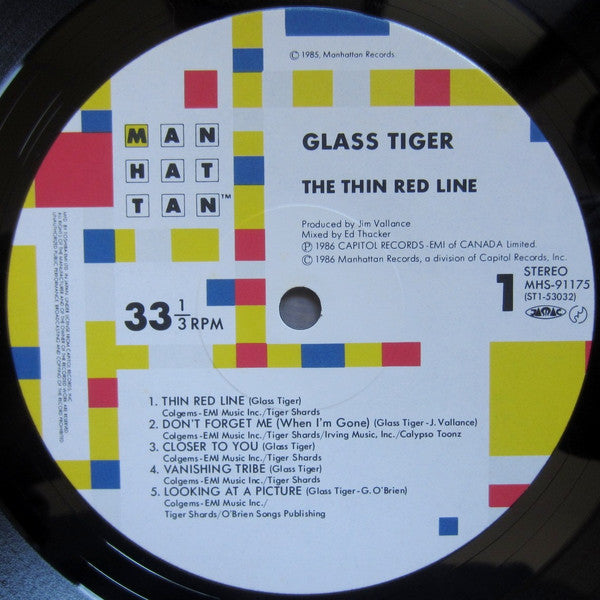 © 1985, Manhattan Records.
MAN
HAT
TAN™
GLASS TIGER
THE THIN RED LINE
Produced by Jim Vallance
Mixed by Ed Thacker
℗ 1986 CAPITOL RECORDS-EMI of CANADA Limited.
© 1986 Manhattan Records, a division of Capitol Records, Inc.
1
STEREO
MHS-91175
(ST1-53032)
33 1/3 RPM
1. THIN RED LINE (Glass Tiger)
Colgems-EMI Music Inc./Tiger Shards
2. DON'T FORGET ME (When I'm Gone) (Glass Tiger-J. Vallance)
Colgems-EMI Music Inc./Tiger Shards/Irving Music, Inc./Calypso Toonz
3. CLOSER TO YOU (Glass Tiger)
Colgems-EMI Music Inc./Tiger Shards
4. VANISHING TRIBE (Glass Tiger)
Colgems-EMI Music Inc./Tiger Shards
5. LOOKING AT A PICTURE (Glass Tiger-G. O'Brien)
Colgems-EMI Music Inc./
Tiger Shards/O'Brien Songs Publishing